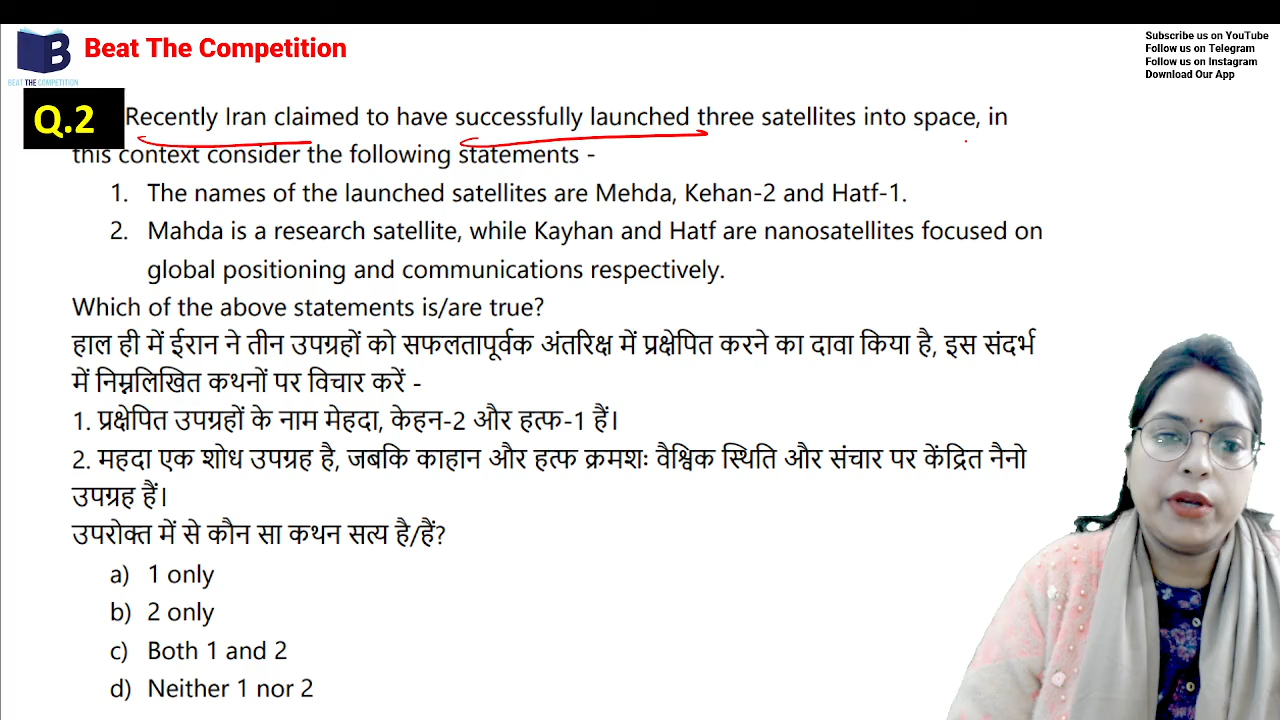 B
BEAT THE COMPETITION
Beat The Competition
Subscribe us on YouTube
Follow us on Telegram
Follow us on Instagram
Download Our App
Q.2
Recently Iran claimed to have successfully launched three satellites into space, in
this context consider the following statements -
1. The names of the launched satellites are Mehda, Kehan-2 and Hatf-1.
2. Mahda is a research satellite, while Kayhan and Hatf are nanosatellites focused on
global positioning and communications respectively.
Which of the above statements is/are true?
हाल ही में ईरान ने तीन उपग्रहों को सफलतापूर्वक अंतरिक्ष में प्रक्षेपित करने का दावा किया है, इस संदर्भ
में निम्नलिखित कथनों पर विचार करें -
1. प्रक्षेपित उपग्रहों के नाम मेहदा, केहन-2 और हत्फ-1 हैं।
2. महदा एक शोध उपग्रह है, जबकि काहान और हत्फ क्रमशः वैश्विक स्थिति और संचार पर केंद्रित नैनो
उपग्रह हैं।
उपरोक्त में से कौन सा कथन सत्य है/हैं?
a) 1 only
b) 2 only
c) Both 1 and 2
d) Neither 1 nor 2